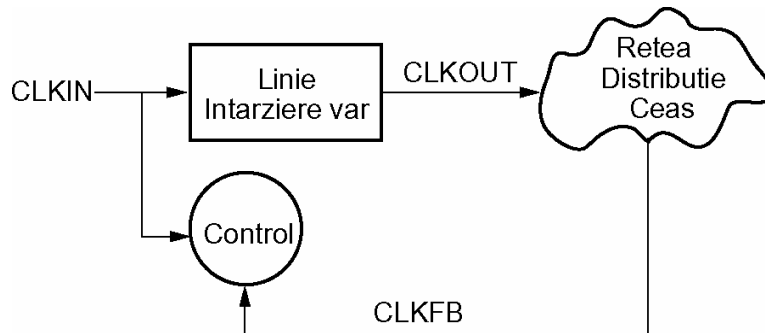 CLKIN
Linie
Intarziere var
CLKOUT
Retea
Distributie
Ceas
Control
CLKFB